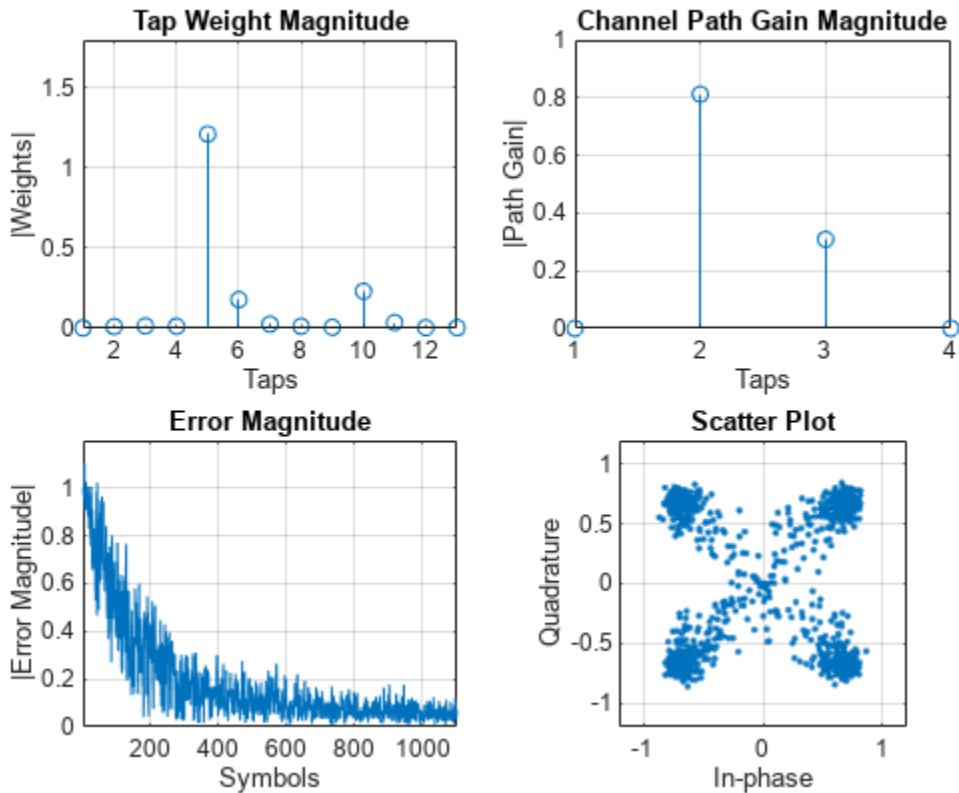 Tap Weight Magnitude
1.5
1
0.5
0
|Weights|
2 4 6 8 10 12
Taps
Channel Path Gain Magnitude
1
0.8
0.6
0.4
0.2
0
|Path Gain|
1 2 3 4
Taps
Error Magnitude
1
0.8
0.6
0.4
0.2
0
|Error Magnitude|
200 400 600 800 1000
Symbols
Scatter Plot
1
0.5
0
-0.5
-1
Quadrature
-1 0 1
In-phase